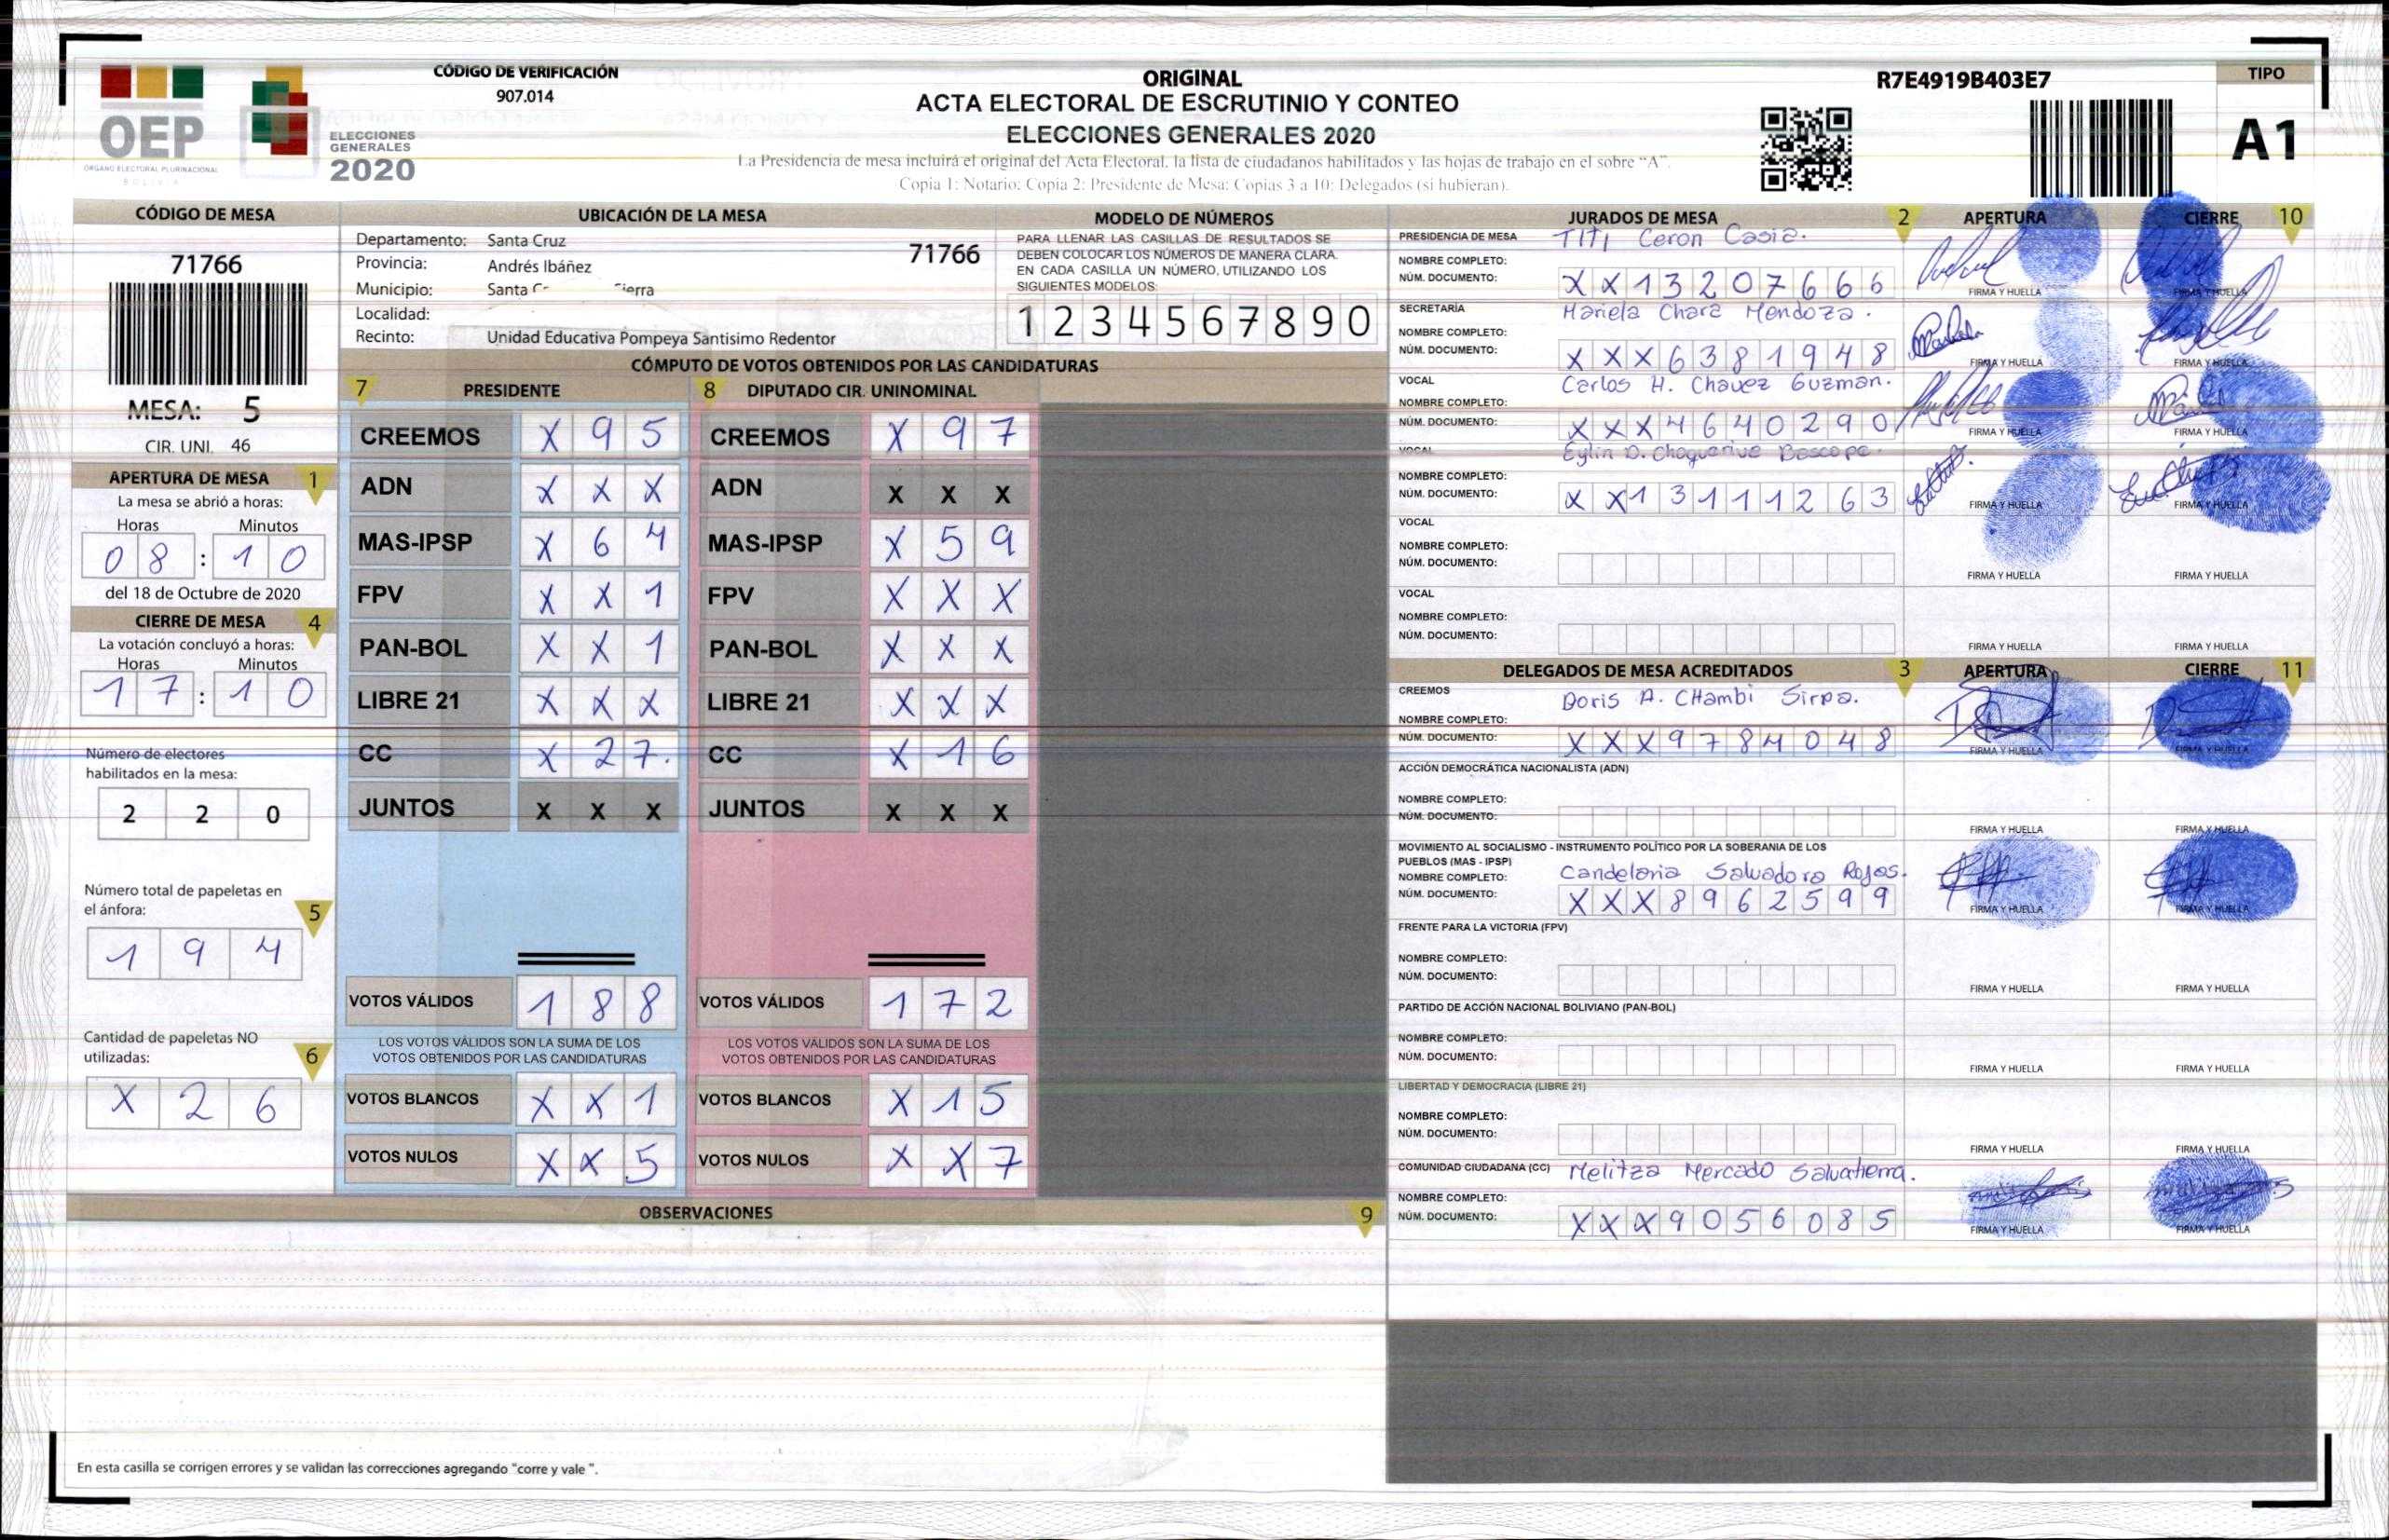 OEP
ÓRGANO ELECTORAL PLURINACIONAL
BOLIVIA
ELECCIONES
GENERALES
2020
CÓDIGO DE VERIFICACIÓN
907.014
ORIGINAL
ACTA ELECTORAL DE ESCRUTINIO Y CONTEO
ELECCIONES GENERALES 2020
La Presidencia de mesa incluirá el original del Acta Electoral, la lista de ciudadanos habilitados y las hojas de trabajo en el sobre “A”.
Copia 1: Notario; Copia 2: Presidente de Mesa; Copias 3 a 10: Delegados (si hubieran).
R7E4919B403E7
TIPO
A1
CÓDIGO DE MESA
71766
MESA: 5
CIR. UNI. 46
APERTURA DE MESA 1
La mesa se abrió a horas:
Horas Minutos
0 8 : 1 0
del 18 de Octubre de 2020
CIERRE DE MESA 4
La votación concluyó a horas:
Horas Minutos
1 7 : 1 0
Número de electores
habilitados en la mesa:
2 2 0
Número total de papeletas en
el ánfora: 5
1 9 4
Cantidad de papeletas NO
utilizadas: 6
X 2 6
UBICACIÓN DE LA MESA
Departamento: Santa Cruz 71766
Provincia: Andrés Ibáñez
Municipio: Santa C ierra
Localidad:
Recinto: Unidad Educativa Pompeya Santisimo Redentor
MODELO DE NÚMEROS
PARA LLENAR LAS CASILLAS DE RESULTADOS SE
DEBEN COLOCAR LOS NÚMEROS DE MANERA CLARA.
EN CADA CASILLA UN NÚMERO, UTILIZANDO LOS
SIGUIENTES MODELOS:
1 2 3 4 5 6 7 8 9 0
CÓMPUTO DE VOTOS OBTENIDOS POR LAS CANDIDATURAS
7 PRESIDENTE 8 DIPUTADO CIR. UNINOMINAL
CREEMOS X 9 5 CREEMOS X 9 7
ADN X X X ADN X X X
MAS-IPSP X 6 4 MAS-IPSP X 5 9
FPV X X 1 FPV X X X
PAN-BOL X X 1 PAN-BOL X X X
LIBRE 21 X X X LIBRE 21 X X X
CC X 2 7. CC X 1 6
JUNTOS X X X JUNTOS X X X
VOTOS VÁLIDOS 1 8 8 VOTOS VÁLIDOS 1 7 2
LOS VOTOS VÁLIDOS SON LA SUMA DE LOS LOS VOTOS VÁLIDOS SON LA SUMA DE LOS
VOTOS OBTENIDOS POR LAS CANDIDATURAS VOTOS OBTENIDOS POR LAS CANDIDATURAS
VOTOS BLANCOS X X 1 VOTOS BLANCOS X 1 5
VOTOS NULOS X X 5 VOTOS NULOS X X 7
OBSERVACIONES 9
En esta casilla se corrigen errores y se validan las correcciones agregando "corre y vale ".
JURADOS DE MESA 2 APERTURA CIERRE 10
PRESIDENCIA DE MESA TITI Ceron Casia.
NOMBRE COMPLETO:
NÚM. DOCUMENTO: X X 1 3 2 0 7 6 6 6 FIRMA Y HUELLA FIRMA Y HUELLA
SECRETARÍA Mariela Chara Mendoza.
NOMBRE COMPLETO:
NÚM. DOCUMENTO: X X X 6 3 8 1 9 4 8 FIRMA Y HUELLA FIRMA Y HUELLA
VOCAL Carlos H. Chavez Guzman.
NOMBRE COMPLETO:
NÚM. DOCUMENTO: X X X 4 6 4 0 2 9 0 FIRMA Y HUELLA FIRMA Y HUELLA
VOCAL Eylin D.
NOMBRE COMPLETO:
NÚM. DOCUMENTO: X X 1 3 1 1 1 2 6 3 FIRMA Y HUELLA FIRMA Y HUELLA
VOCAL
NOMBRE COMPLETO:
NÚM. DOCUMENTO: FIRMA Y HUELLA FIRMA Y HUELLA
VOCAL
NOMBRE COMPLETO:
NÚM. DOCUMENTO: FIRMA Y HUELLA FIRMA Y HUELLA
DELEGADOS DE MESA ACREDITADOS 3 APERTURA CIERRE 11
CREEMOS Doris A. CHambi Sirpa.
NOMBRE COMPLETO:
NÚM. DOCUMENTO: X X X 9 7 8 4 0 4 8 FIRMA Y HUELLA FIRMA Y HUELLA
ACCIÓN DEMOCRÁTICA NACIONALISTA (ADN)
NOMBRE COMPLETO:
NÚM. DOCUMENTO: FIRMA Y HUELLA FIRMA Y HUELLA
MOVIMIENTO AL SOCIALISMO - INSTRUMENTO POLÍTICO POR LA SOBERANIA DE LOS
PUEBLOS (MAS - IPSP)
NOMBRE COMPLETO: Candelaria Salvadora Rojas.
NÚM. DOCUMENTO: X X X 8 9 6 2 5 9 9 FIRMA Y HUELLA FIRMA Y HUELLA
FRENTE PARA LA VICTORIA (FPV)
NOMBRE COMPLETO:
NÚM. DOCUMENTO: FIRMA Y HUELLA FIRMA Y HUELLA
PARTIDO DE ACCIÓN NACIONAL BOLIVIANO (PAN-BOL)
NOMBRE COMPLETO:
NÚM. DOCUMENTO: FIRMA Y HUELLA FIRMA Y HUELLA
LIBERTAD Y DEMOCRACIA (LIBRE 21)
NOMBRE COMPLETO:
NÚM. DOCUMENTO: FIRMA Y HUELLA FIRMA Y HUELLA
COMUNIDAD CIUDADANA (CC) Melitza Mercado Salvatierra.
NOMBRE COMPLETO:
NÚM. DOCUMENTO: X X X 9 0 5 6 0 8 5 FIRMA Y HUELLA FIRMA Y HUELLA